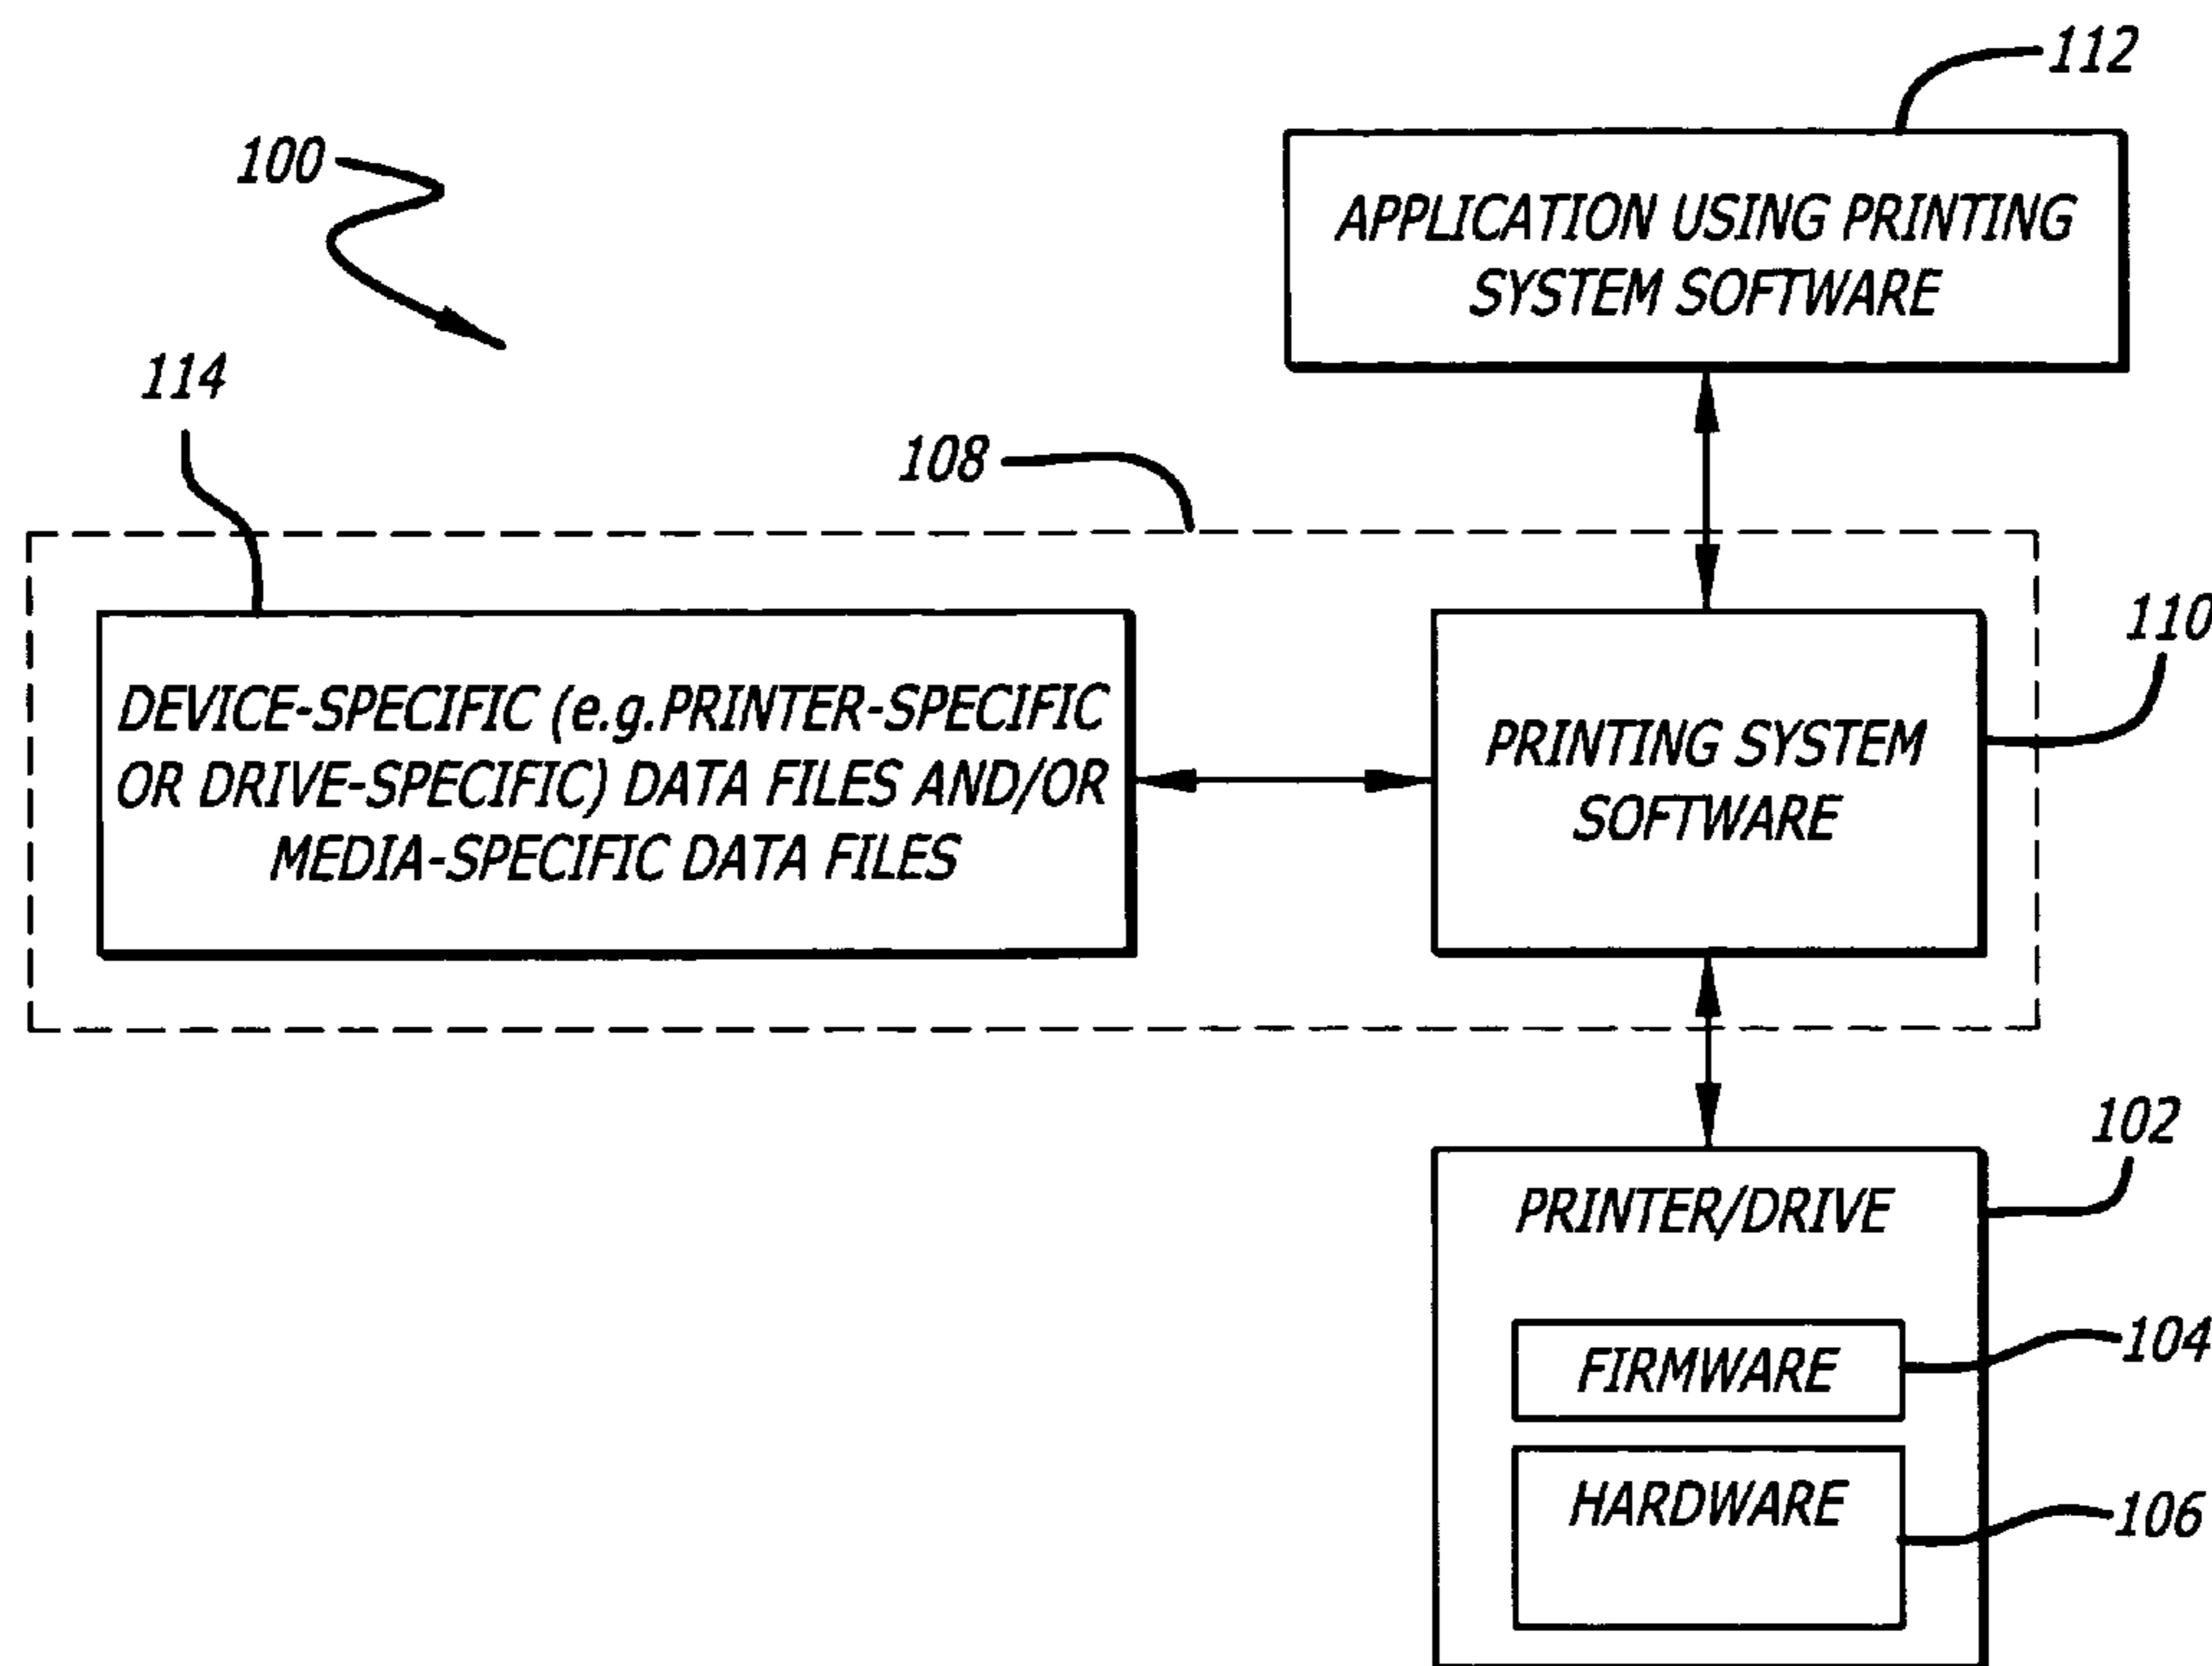 112
100
APPLICATION USING PRINTING
SYSTEM SOFTWARE
114
108
110
DEVICE-SPECIFIC (e.g.PRINTER-SPECIFIC
OR DRIVE-SPECIFIC) DATA FILES AND/OR
MEDIA-SPECIFIC DATA FILES
PRINTING SYSTEM
SOFTWARE
102
PRINTER/DRIVE
FIRMWARE
104
HARDWARE
106